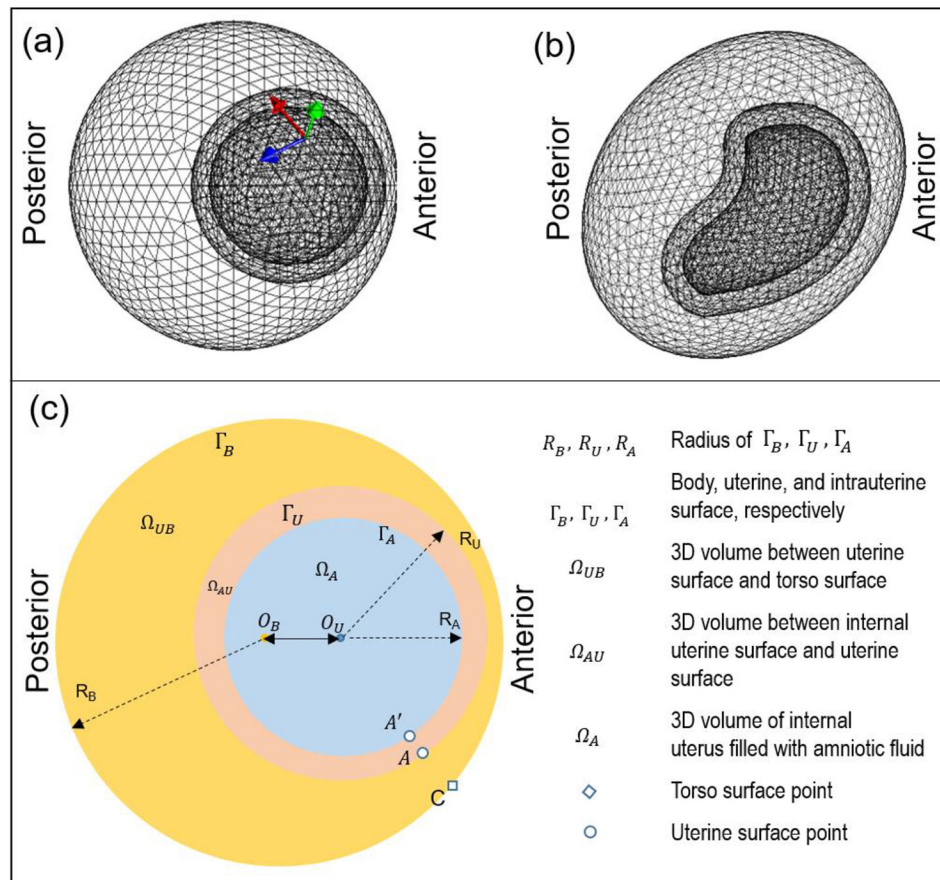 (a)
(b)
Posterior
Anterior
Posterior
Anterior
(c)
Γ_B
Ω_UB
Γ_U
Γ_A
R_U
Ω_A
Ω_AU
O_B
O_U
R_A
R_B
A′
A
C
Posterior
Anterior
R_B, R_U, R_A Radius of Γ_B, Γ_U, Γ_A
Body, uterine, and intrauterine
Γ_B, Γ_U, Γ_A surface, respectively
Ω_UB 3D volume between uterine
surface and torso surface
3D volume between internal
Ω_AU uterine surface and uterine
surface
Ω_A 3D volume of internal
uterus filled with amniotic fluid
Torso surface point
Uterine surface point